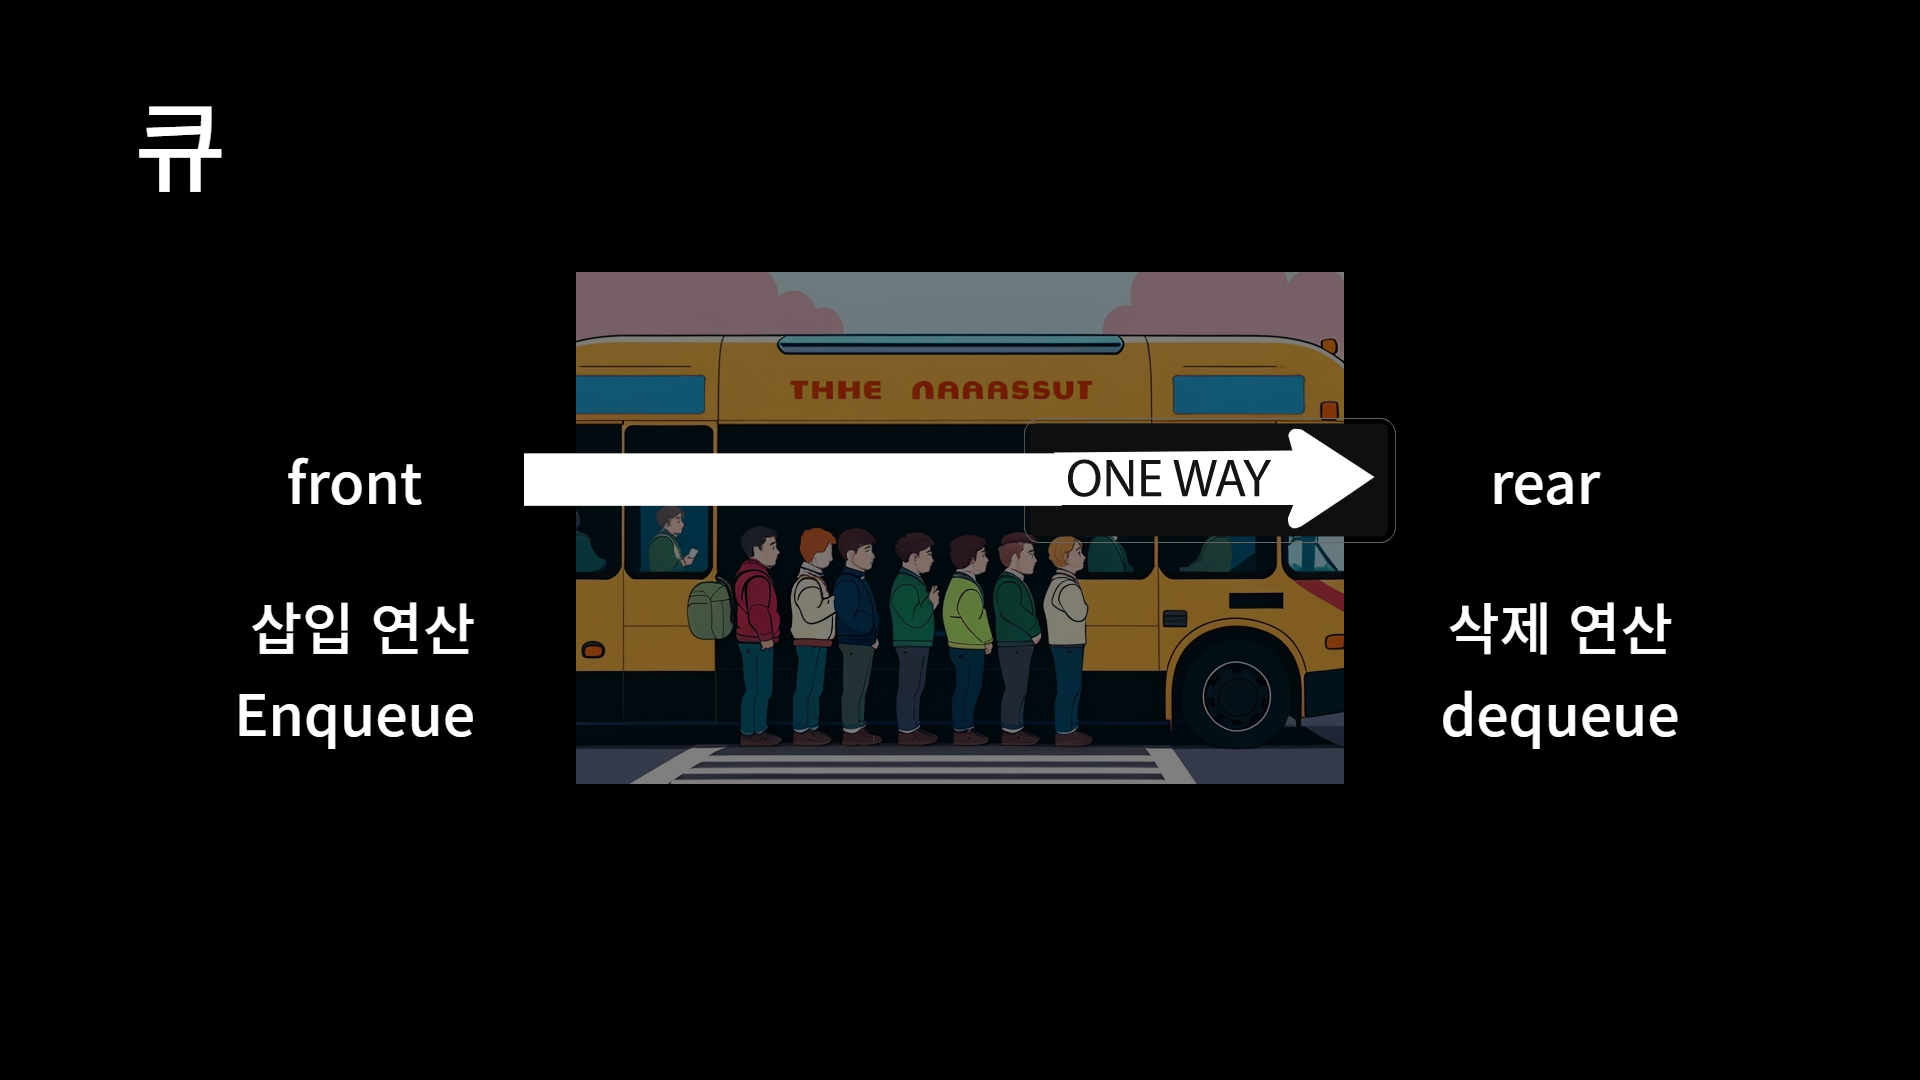 큐
THHE NAAASSUT
ONE WAY
front
rear
삽입 연산
삭제 연산
Enqueue
dequeue